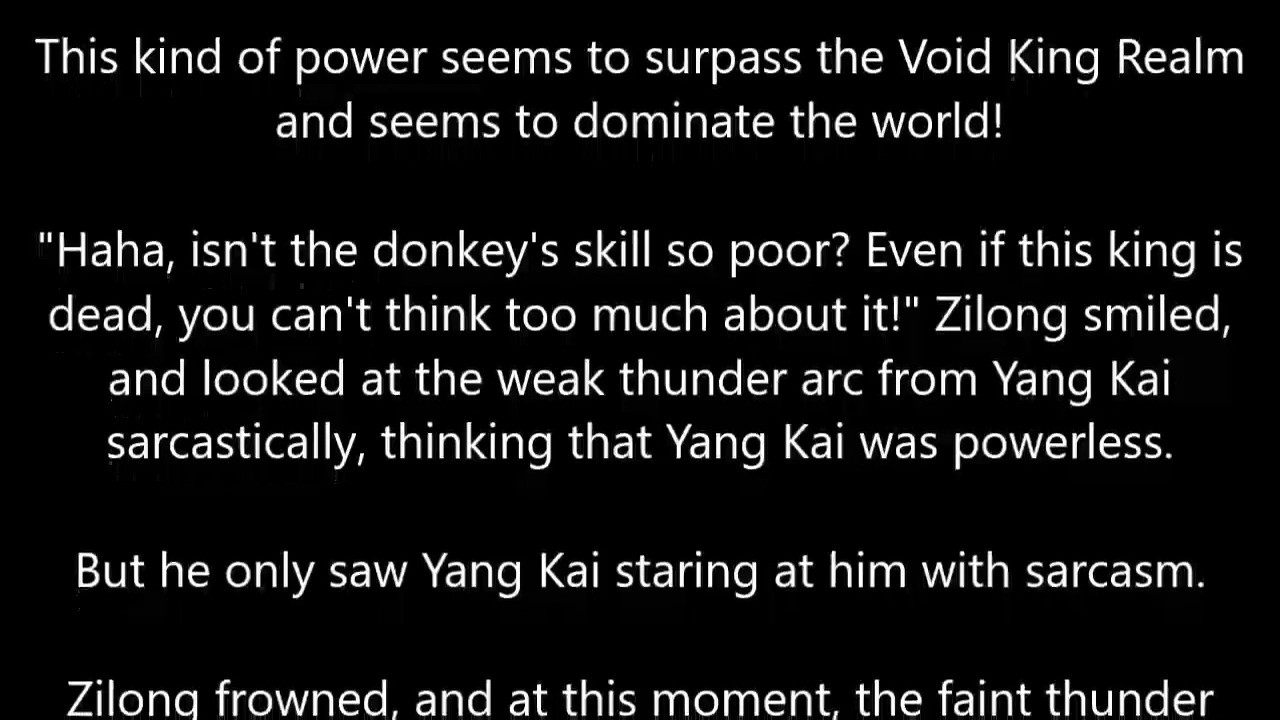 This kind of power seems to surpass the Void King Realm
and seems to dominate the world!
"Haha, isn't the donkey's skill so poor? Even if this king is
dead, you can't think too much about it!" Zilong smiled,
and looked at the weak thunder arc from Yang Kai
sarcastically, thinking that Yang Kai was powerless.
But he only saw Yang Kai staring at him with sarcasm.
Zilong frowned, and at this moment, the faint thunder